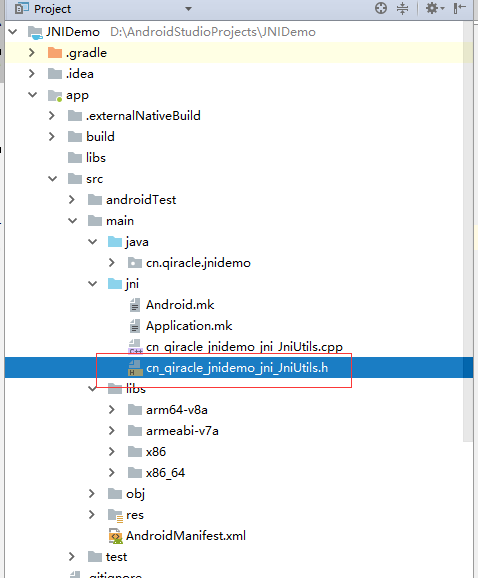 Project
JNIDemo D:\AndroidStudioProjects\JNIDemo
.gradle
.idea
app
.externalNativeBuild
build
libs
src
androidTest
main
java
cn.qiracle.jnidemo
jni
Android.mk
Application.mk
cn_qiracle_jnidemo_jni_JniUtils.cpp
cn_qiracle_jnidemo_jni_JniUtils.h
libs
arm64-v8a
armeabi-v7a
x86
x86_64
obj
res
AndroidManifest.xml
test
.gitignore